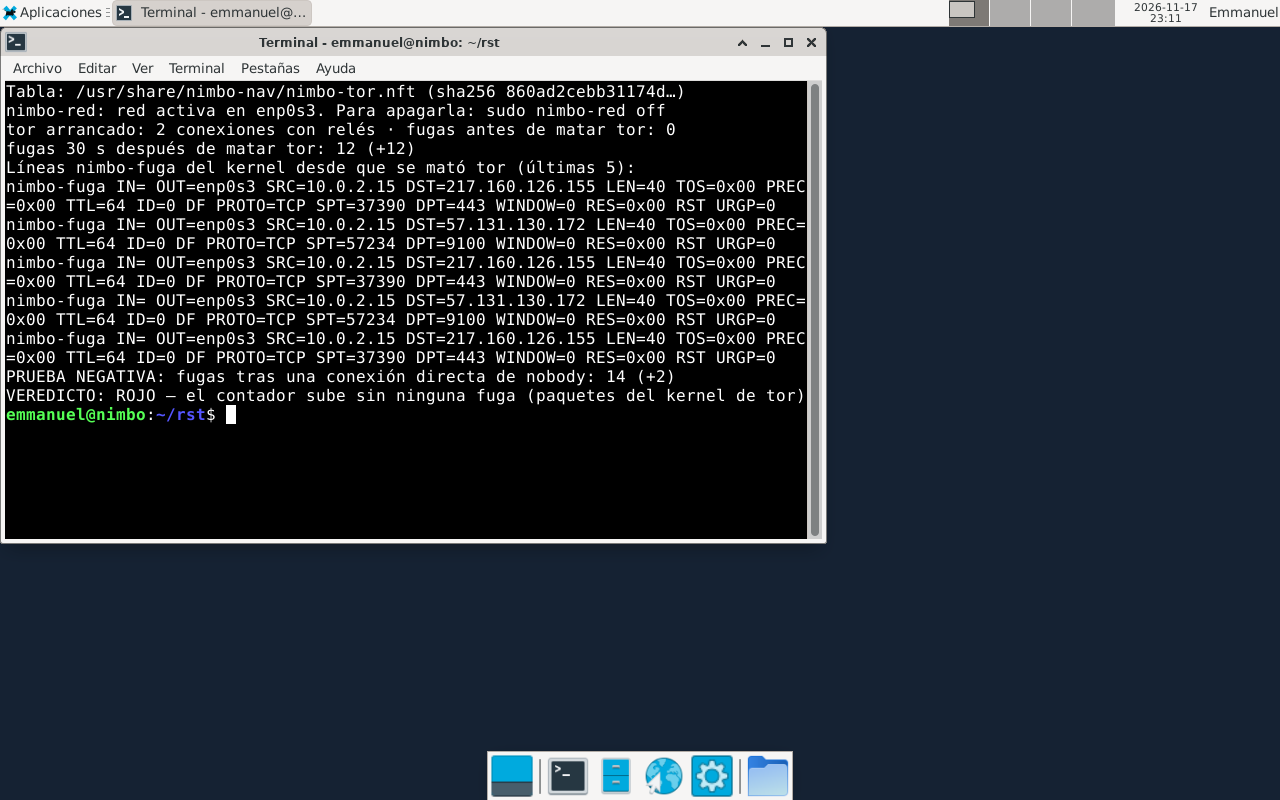 Aplicaciones
Terminal - emmanuel@...
2026-11-17
23:11
Emmanuel
Terminal - emmanuel@nimbo: ~/rst
Archivo Editar Ver Terminal Pestañas Ayuda
Tabla: /usr/share/nimbo-nav/nimbo-tor.nft (sha256 860ad2cebb31174d…)
nimbo-red: red activa en enp0s3. Para apagarla: sudo nimbo-red off
tor arrancado: 2 conexiones con relés · fugas antes de matar tor: 0
fugas 30 s después de matar tor: 12 (+12)
Líneas nimbo-fuga del kernel desde que se mató tor (últimas 5):
nimbo-fuga IN= OUT=enp0s3 SRC=10.0.2.15 DST=217.160.126.155 LEN=40 TOS=0x00 PREC
=0x00 TTL=64 ID=0 DF PROTO=TCP SPT=37390 DPT=443 WINDOW=0 RES=0x00 RST URGP=0
nimbo-fuga IN= OUT=enp0s3 SRC=10.0.2.15 DST=57.131.130.172 LEN=40 TOS=0x00 PREC=
0x00 TTL=64 ID=0 DF PROTO=TCP SPT=57234 DPT=9100 WINDOW=0 RES=0x00 RST URGP=0
nimbo-fuga IN= OUT=enp0s3 SRC=10.0.2.15 DST=217.160.126.155 LEN=40 TOS=0x00 PREC
=0x00 TTL=64 ID=0 DF PROTO=TCP SPT=37390 DPT=443 WINDOW=0 RES=0x00 RST URGP=0
nimbo-fuga IN= OUT=enp0s3 SRC=10.0.2.15 DST=57.131.130.172 LEN=40 TOS=0x00 PREC=
0x00 TTL=64 ID=0 DF PROTO=TCP SPT=57234 DPT=9100 WINDOW=0 RES=0x00 RST URGP=0
nimbo-fuga IN= OUT=enp0s3 SRC=10.0.2.15 DST=217.160.126.155 LEN=40 TOS=0x00 PREC
=0x00 TTL=64 ID=0 DF PROTO=TCP SPT=37390 DPT=443 WINDOW=0 RES=0x00 RST URGP=0
PRUEBA NEGATIVA: fugas tras una conexión directa de nobody: 14 (+2)
VEREDICTO: ROJO — el contador sube sin ninguna fuga (paquetes del kernel de tor)
emmanuel@nimbo:~/rst$